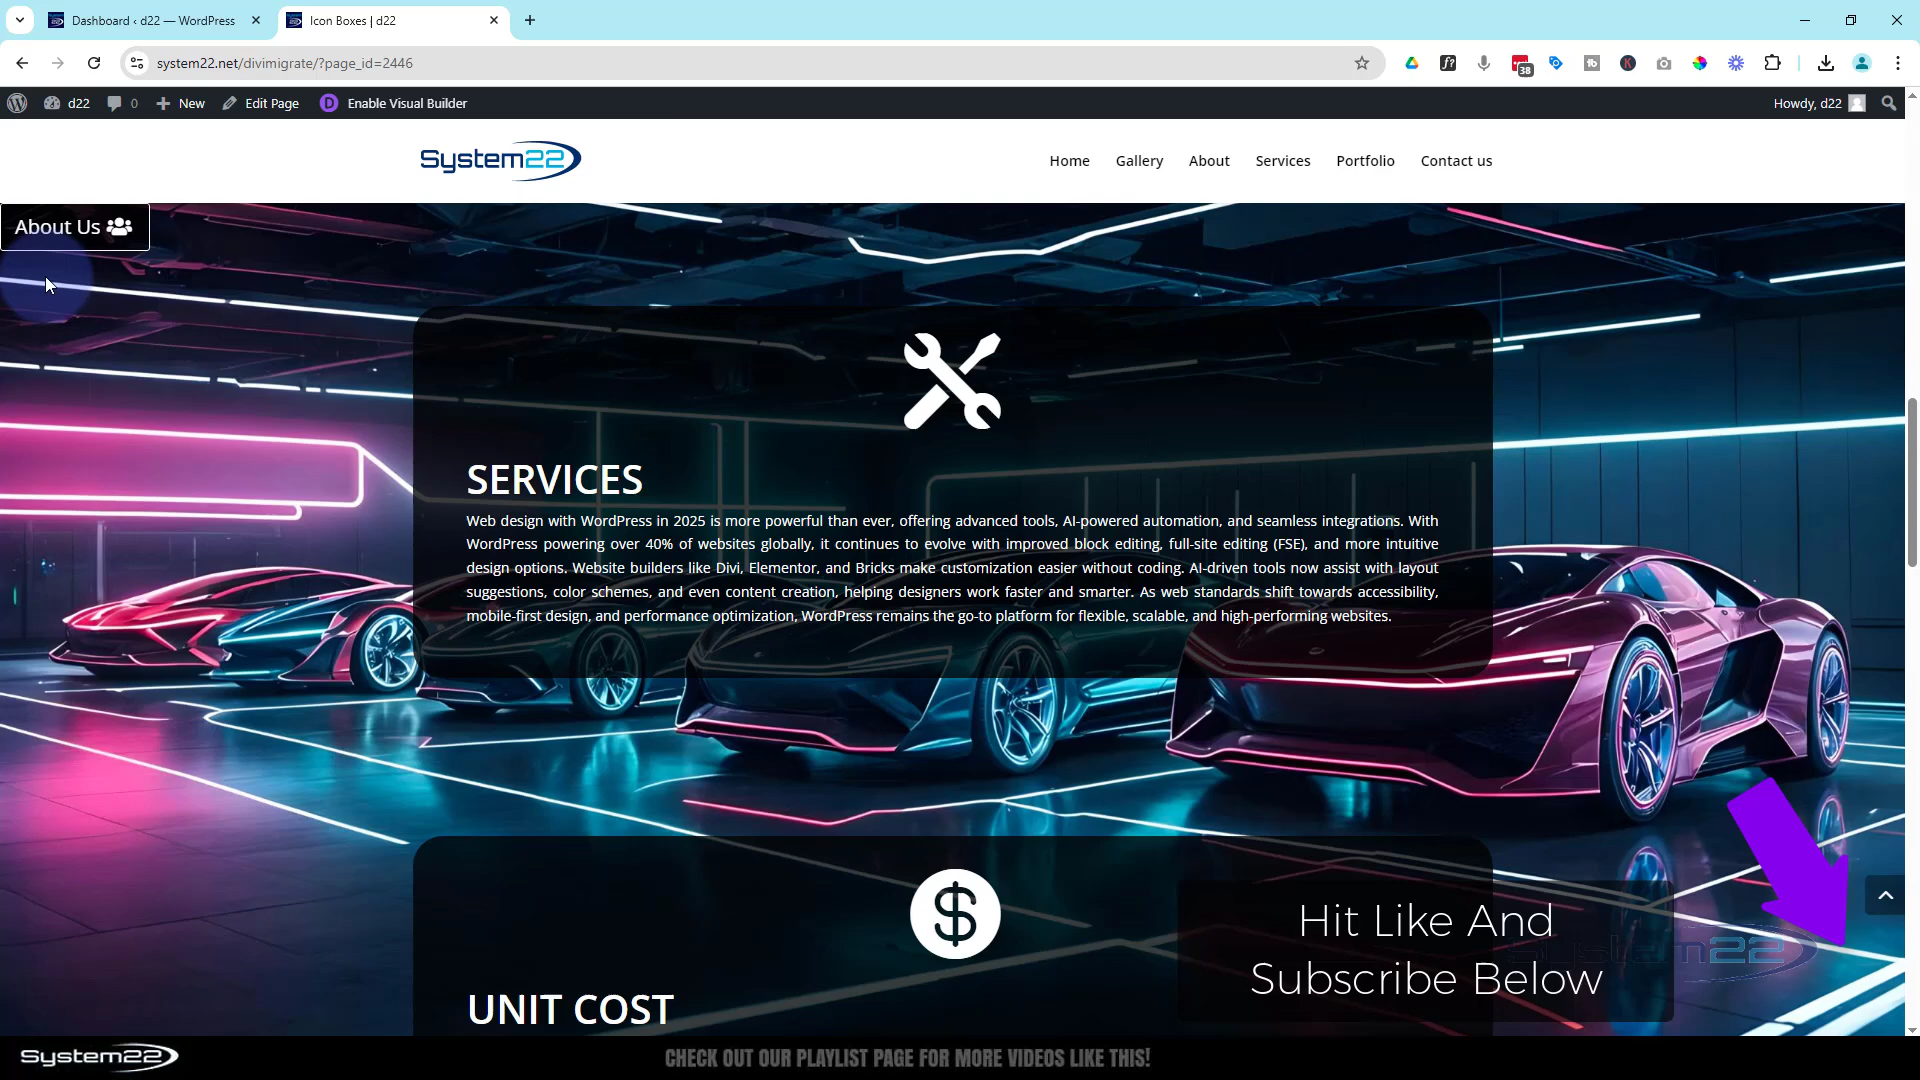 Dashboard ‹ d22 — WordPress
Icon Boxes | d22
system22.net/divimigrate/?page_id=2446
38
d22
0
New
Edit Page
D
Enable Visual Builder
Howdy, d22
System22
Home
Gallery
About
Services
Portfolio
Contact us
About Us
SERVICES
Web design with WordPress in 2025 is more powerful than ever, offering advanced tools, AI-powered automation, and seamless integrations. With
WordPress powering over 40% of websites globally, it continues to evolve with improved block editing, full-site editing (FSE), and more intuitive
design options. Website builders like Divi, Elementor, and Bricks make customization easier without coding. AI-driven tools now assist with layout
suggestions, color schemes, and even content creation, helping designers work faster and smarter. As web standards shift towards accessibility,
mobile-first design, and performance optimization, WordPress remains the go-to platform for flexible, scalable, and high-performing websites.
$
UNIT COST
Hit Like And
Subscribe Below
System22
System22
CHECK OUT OUR PLAYLIST PAGE FOR MORE VIDEOS LIKE THIS!